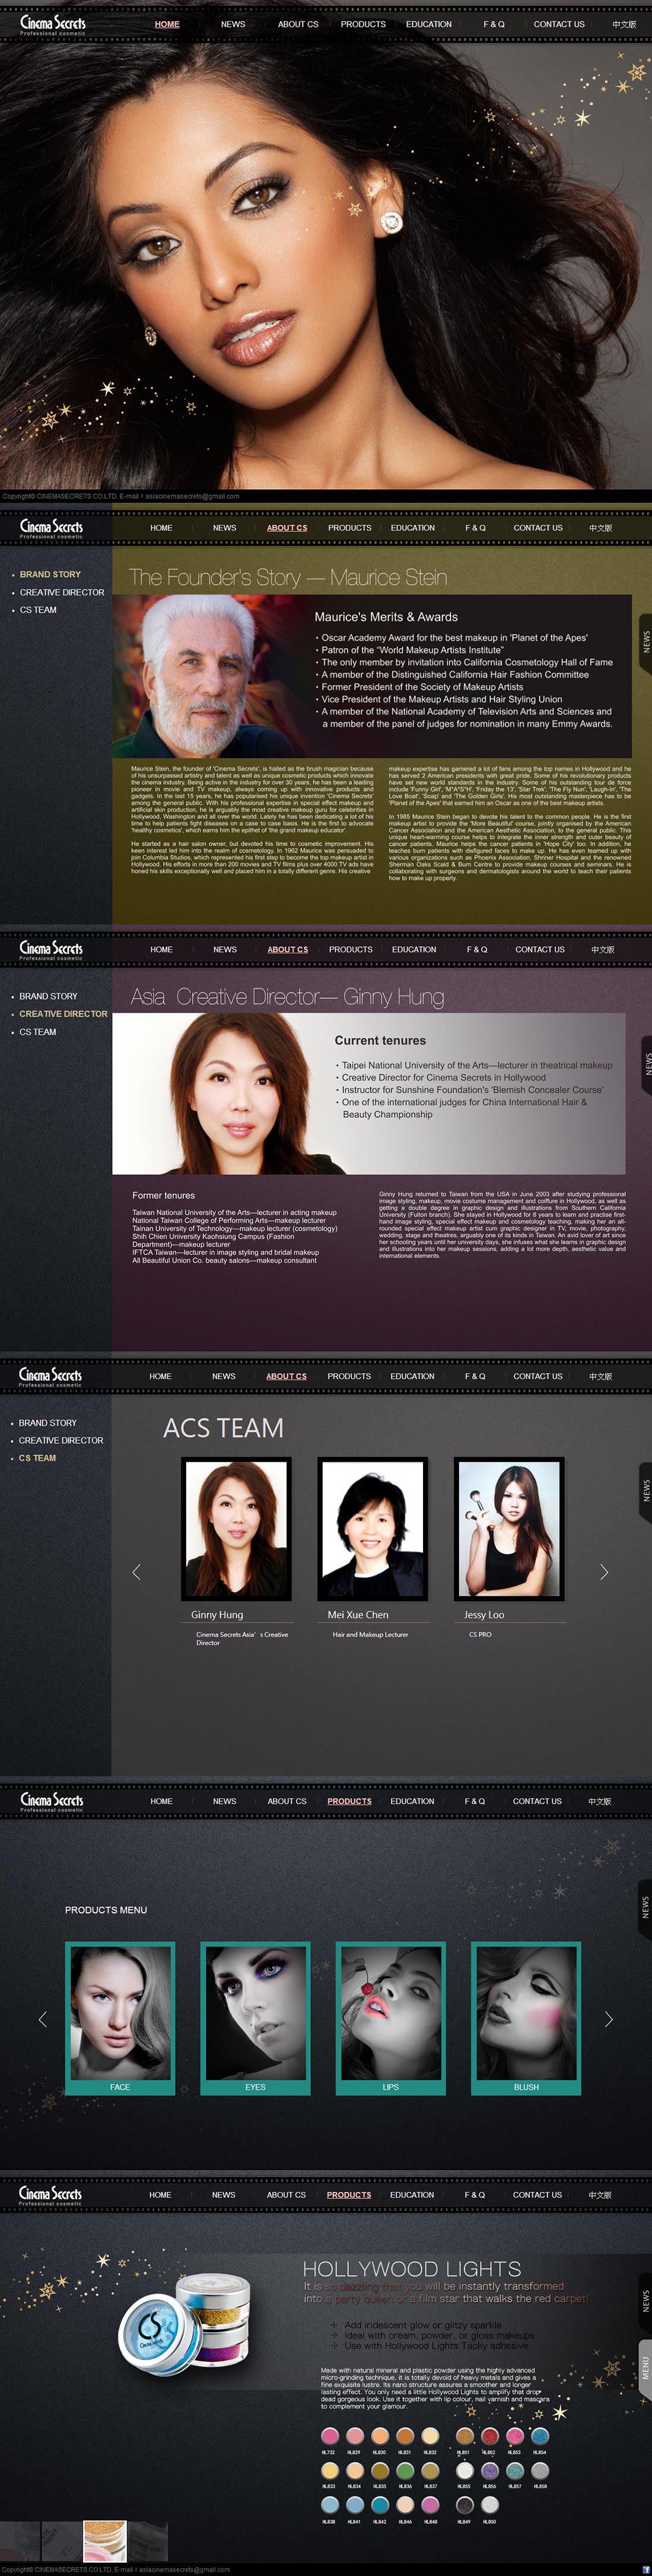 Cinema Secrets
Professional cosmetic
HOME NEWS ABOUT CS PRODUCTS EDUCATION F & Q CONTACT US 中文版
Copyright© CINEMASECRETS CO.LTD. E-mail : asiacinemasecrets@gmail.com
Cinema Secrets
Professional cosmetic
HOME NEWS ABOUT CS PRODUCTS EDUCATION F & Q CONTACT US 中文版
BRAND STORY
CREATIVE DIRECTOR
CS TEAM
The Founder's Story — Maurice Stein
NEWS
Maurice's Merits & Awards
· Oscar Academy Award for the best makeup in 'Planet of the Apes'
· Patron of the "World Makeup Artists Institute"
· The only member by invitation into California Cosmetology Hall of Fame
· A member of the Distinguished California Hair Fashion Committee
· Former President of the Society of Makeup Artists
· Vice President of the Makeup Artists and Hair Styling Union
· A member of the National Academy of Television Arts and Sciences and
a member of the panel of judges for nomination in many Emmy Awards.
Maurice Stein, the founder of 'Cinema Secrets', is hailed as the brush magician because
of his unsurpassed artistry and talent as well as unique cosmetic products which innovate
the cinema industry. Being active in the industry for over 30 years, he has been a leading
pioneer in movie and TV makeup, always coming up with innovative products and
gadgets. In the last 15 years, he has popularised his unique invention 'Cinema Secrets'
among the general public. With his professional expertise in special effect makeup and
artificial skin production, he is arguably the most creative makeup guru for celebrities in
Hollywood, Washington and all over the world. Lately he has been dedicating a lot of his
time to help patients fight diseases on a case to case basis. He is the first to advocate
'healthy cosmetics', which earns him the epithet of 'the grand makeup educator'.
He started as a hair salon owner, but devoted his time to cosmetic improvement. His
keen interest led him into the realm of cosmetology. In 1962 Maurice was persuaded to
join Columbia Studios, which represented his first step to become the top makeup artist in
Hollywood. His efforts in more than 200 movies and TV films plus over 4000 TV ads have
honed his skills exceptionally well and placed him in a totally different genre. His creative
makeup expertise has garnered a lot of fans among the top names in Hollywood and he
has served 2 American presidents with great pride. Some of his revolutionary products
have set new world standards in the industry. Some of his outstanding tour de force
include 'Funny Girl', 'M*A*S*H', 'Friday the 13', 'Star Trek', 'The Fly Nun', 'Laugh-In', 'The
Love Boat', 'Soap' and 'The Golden Girls'. His most outstanding masterpiece has to be
'Planet of the Apes' that earned him an Oscar as one of the best makeup artists.
In 1985 Maurice Stein began to devote his talent to the common people. He is the first
makeup artist to provide the 'More Beautiful' course, jointly organised by the American
Cancer Association and the American Aesthetic Association, to the general public. This
unique heart-warming course helps to integrate the inner strength and outer beauty of
cancer patients. Maurice helps the cancer patients in 'Hope City' too. In addition, he
teaches burn patients with disfigured faces to make up. He has even teamed up with
various organizations such as Phoenix Association, Shriner Hospital and the renowned
Sherman Oaks Scald & Burn Centre to provide makeup courses and seminars. He is
collaborating with surgeons and dermatologists around the world to teach their patients
how to make up properly.
Cinema Secrets
Professional cosmetic
HOME NEWS ABOUT CS PRODUCTS EDUCATION F & Q CONTACT US 中文版
BRAND STORY
CREATIVE DIRECTOR
CS TEAM
Asia Creative Director— Ginny Hung
NEWS
Current tenures
· Taipei National University of the Arts—lecturer in theatrical makeup
· Creative Director for Cinema Secrets in Hollywood
· Instructor for Sunshine Foundation's 'Blemish Concealer Course'
· One of the international judges for China International Hair &
Beauty Championship
Former tenures
Taiwan National University of the Arts—lecturer in acting makeup
National Taiwan College of Performing Arts—makeup lecturer
Tainan University of Technology—makeup lecturer (cosmetology)
Shih Chien University Kaohsiung Campus (Fashion
Department)—makeup lecturer
IFTCA Taiwan—lecturer in image styling and bridal makeup
All Beautiful Union Co. beauty salons—makeup consultant
Ginny Hung returned to Taiwan from the USA in June 2003 after studying professional
image styling, makeup, movie costume management and coiffure in Hollywood, as well as
getting a double degree in graphic design and illustrations from Southern California
University (Fulton branch). She stayed in Hollywood for 8 years to learn and practise first-
hand image styling, special effect makeup and cosmetology teaching, making her an all-
rounded special effect makeup artist cum graphic designer in TV, movie, photography,
wedding, stage and theatres, arguably one of its kinds in Taiwan. An avid lover of art since
her schooling years until her university days, she infuses what she learns in graphic design
and illustrations into her makeup sessions, adding a lot more depth, aesthetic value and
international elements.
Cinema Secrets
Professional cosmetic
HOME NEWS ABOUT CS PRODUCTS EDUCATION F & Q CONTACT US 中文版
BRAND STORY
CREATIVE DIRECTOR
CS TEAM
ACS TEAM
NEWS
Ginny Hung Mei Xue Chen Jessy Loo
Cinema Secrets Asia' s Creative Hair and Makeup Lecturer CS PRO
Director
Cinema Secrets
Professional cosmetic
HOME NEWS ABOUT CS PRODUCTS EDUCATION F & Q CONTACT US 中文版
NEWS
PRODUCTS MENU
FACE EYES LIPS BLUSH
Cinema Secrets
Professional cosmetic
HOME NEWS ABOUT CS PRODUCTS EDUCATION F & Q CONTACT US 中文版
HOLLYWOOD LIGHTS
It is so dazzling that you will be instantly transformed
into a party queen or a film star that walks the red carpet!
NEWS
CS
Add iridescent glow or glitzy sparkle
Ideal with cream, powder, or gloss makeups
Use with Hollywood Lights Tacky adhesive
MENU
Made with natural mineral and plastic powder using the highly advanced
micro-grinding technique, it is totally devoid of heavy metals and gives a
fine exquisite lustre. Its nano structure assures a smoother and longer
lasting effect. You only need a little Hollywood Lights to amplify that drop-
dead gorgeous look. Use it together with lip colour, nail varnish and mascara
to complement your glamour.
HL732 HL829 HL830 HL831 HL832 HL851 HL852 HL853 HL854
HL833 HL834 HL835 HL836 HL837 HL855 HL856 HL857 HL858
HL838 HL841 HL842 HL846 HL848 HL849 HL850
Copyright© CINEMASECRETS CO.LTD. E-mail : asiacinemasecrets@gmail.com